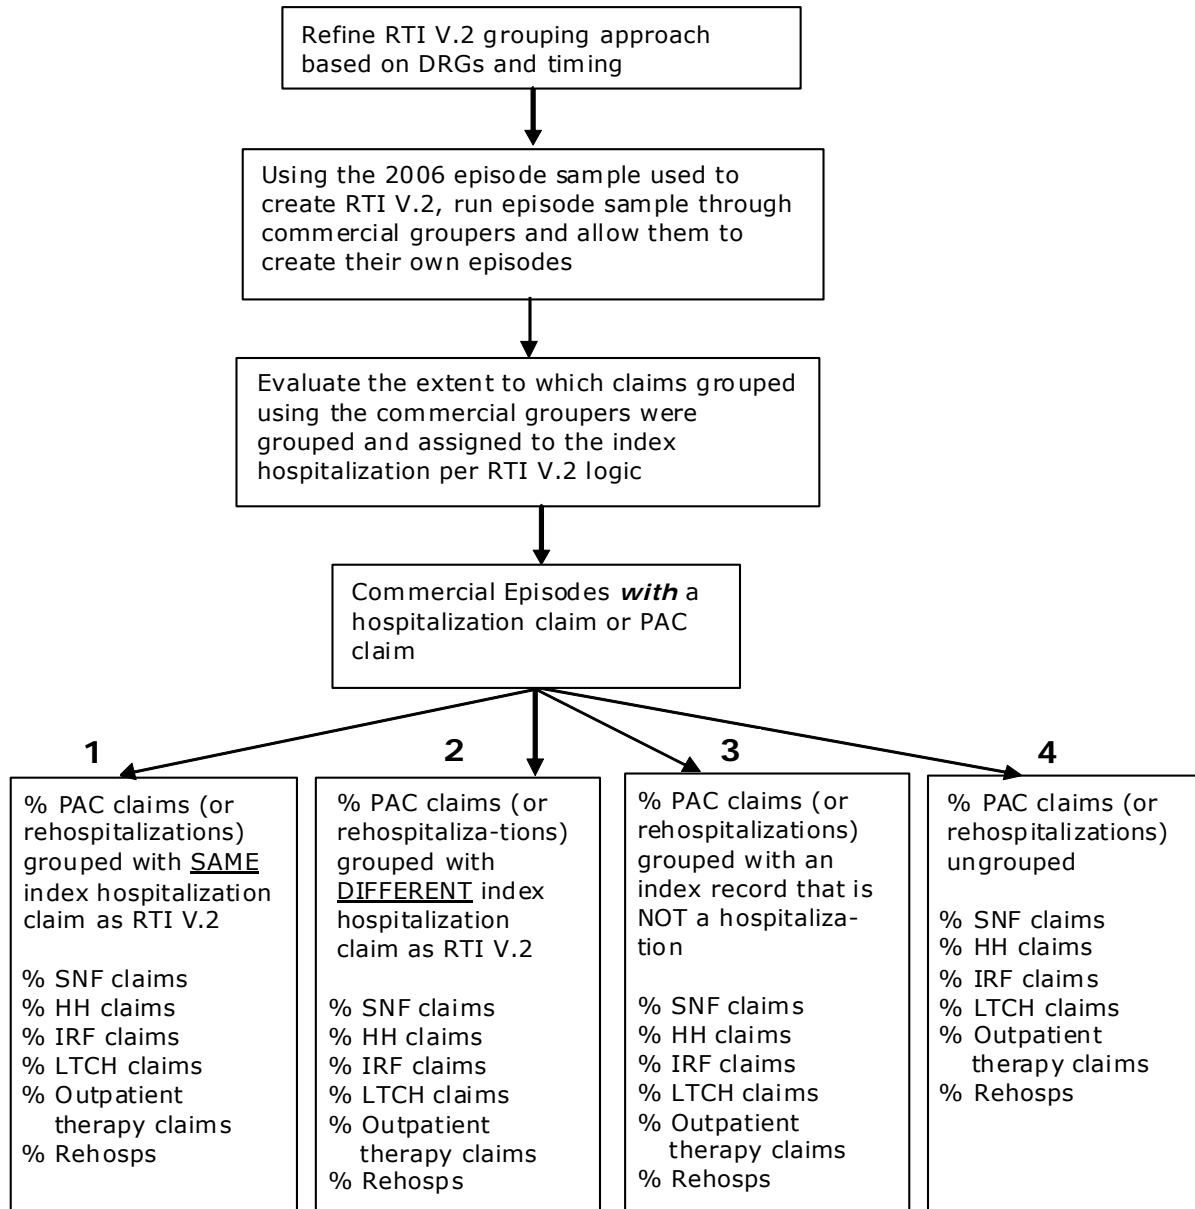 Refine RTI V.2 grouping approach
based on DRGs and timing
Using the 2006 episode sample used to
create RTI V.2, run episode sample through
commercial groupers and allow them to
create their own episodes
Evaluate the extent to which claims grouped
using the commercial groupers were
grouped and assigned to the index
hospitalization per RTI V.2 logic
Commercial Episodes with a
hospitalization claim or PAC
claim
1
% PAC claims (or
rehospitalizations)
grouped with SAME
index hospitalization
claim as RTI V.2
% SNF claims
% HH claims
% IRF claims
% LTCH claims
% Outpatient
therapy claims
% Rehosps
2
% PAC claims (or
rehospitaliza-tions)
grouped with
DIFFERENT index
hospitalization
claim as RTI V.2
% SNF claims
% HH claims
% IRF claims
% LTCH claims
% Outpatient
therapy claims
% Rehosps
3
% PAC claims (or
rehospitalizations)
grouped with an
index record that is
NOT a hospitaliza-
tion
% SNF claims
% HH claims
% IRF claims
% LTCH claims
% Outpatient
therapy claims
% Rehosps
4
% PAC claims (or
rehospitalizations)
ungrouped
% SNF claims
% HH claims
% IRF claims
% LTCH claims
% Outpatient
therapy claims
% Rehosps